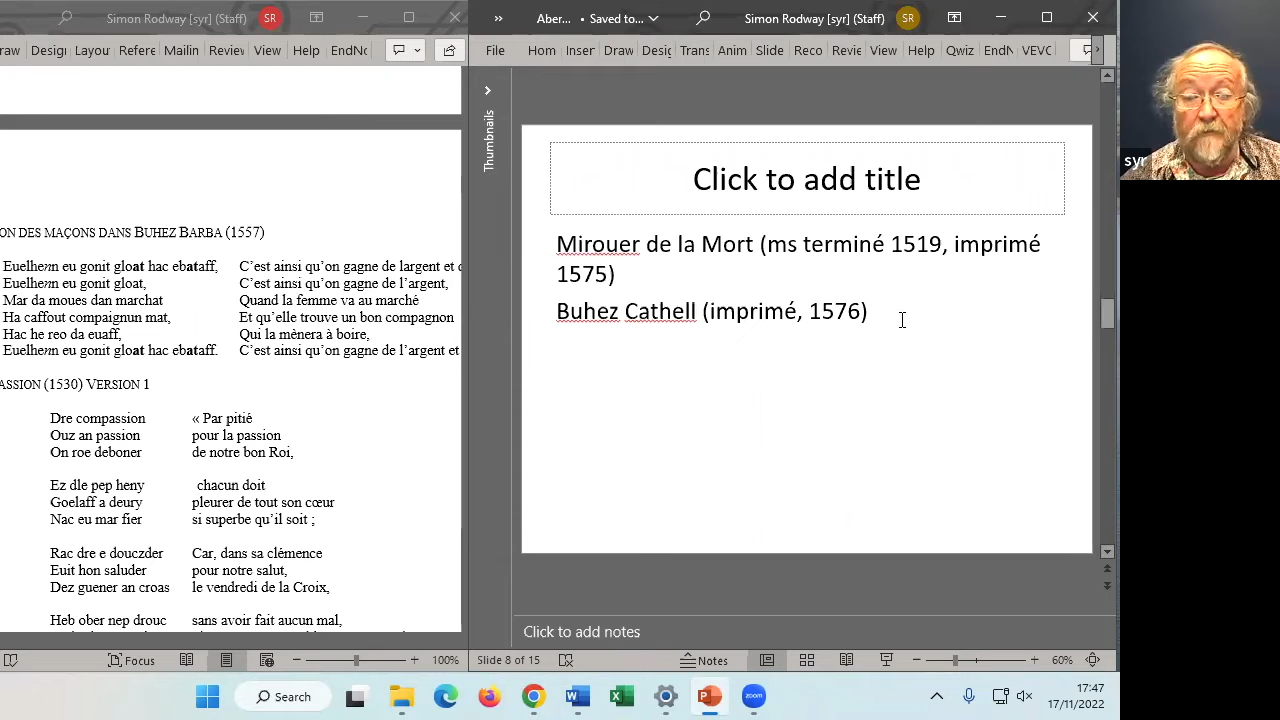 Simon Rodway [syr] (Staff) SR
raw Design Layou Refere Mailin Review View Help EndNo
ON DES MAÇONS DANS BUHEZ BARBA (1557)
Euelhenn eu gonit gloat hac ebataff, C'est ainsi qu'on gagne de largent et
Euelhenn eu gonit gloat, C'est ainsi qu'on gagne de l'argent,
Mar da moues dan marchat Quand la femme va au marché
Ha caffout compaignun mat, Et qu'elle trouve un bon compagnon
Hac he reo da euaff, Qui la mènera à boire,
Euelhenn eu gonit gloat hac ebataff. C'est ainsi qu'on gagne de l'argent et
ASSION (1530) VERSION 1
Dre compassion « Par pitié
Ouz an passion pour la passion
On roe deboner de notre bon Roi,
Ez dle pep heny chacun doit
Goelaff a deury pleurer de tout son cœur
Nac eu mar fier si superbe qu'il soit ;
Rac dre e douczder Car, dans sa clémence
Euit hon saluder pour notre salut,
Dez guener an croas le vendredi de la Croix,
Heb ober nep drouc sans avoir fait aucun mal,
Focus 100%
» Aber... • Saved to... Simon Rodway [syr] (Staff) SR
File Hom Inser Draw Desig Trans Anim Slide Reco Revie View Help Qwiz EndN VEVC
Thumbnails
Click to add title
Mirouer de la Mort (ms terminé 1519, imprimé
1575)
Buhez Cathell (imprimé, 1576)
Click to add notes
Slide 8 of 15 Notes 60%
syr
Search
17:47
17/11/2022